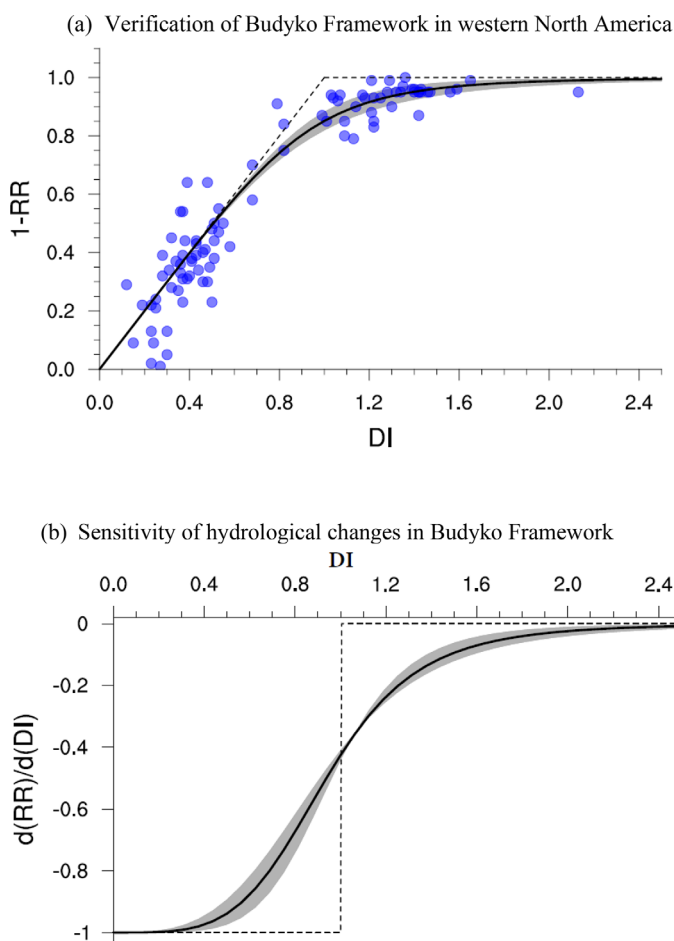 (a) Verification of Budyko Framework in western North America
1.0
0.8
0.6
0.4
0.2
0.0
1-RR
0.0 0.4 0.8 1.2 1.6 2.0 2.4
DI
(b) Sensitivity of hydrological changes in Budyko Framework
DI
0.0 0.4 0.8 1.2 1.6 2.0 2.4
0
-0.2
-0.4
-0.6
-0.8
-1
d(RR)/d(DI)